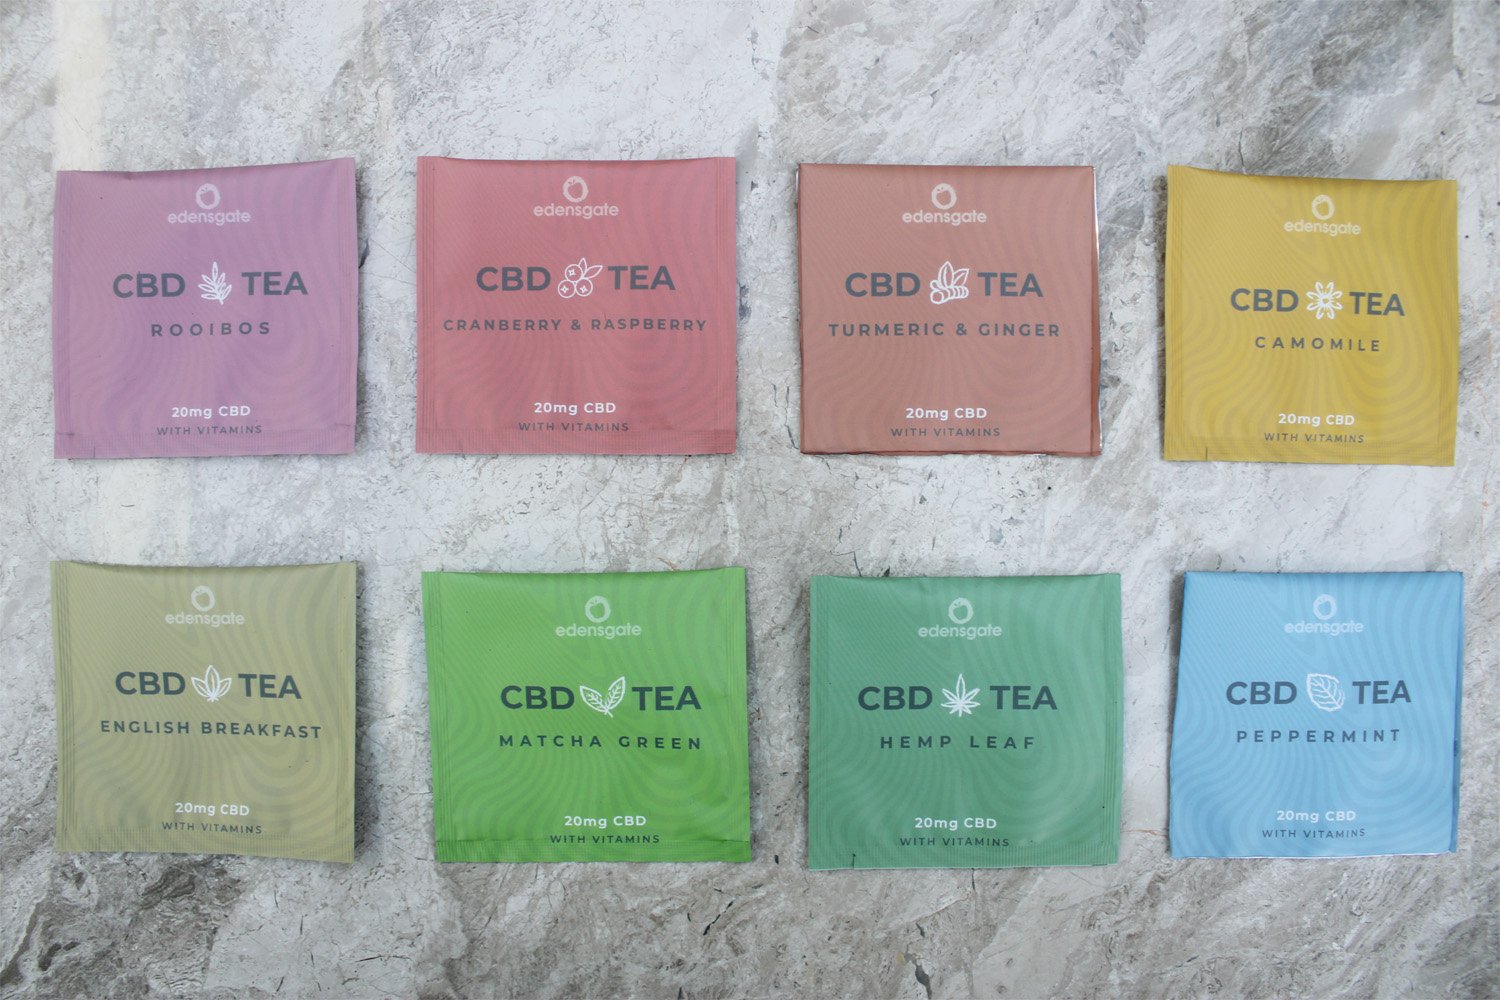 edensgate
CBD TEA
ROOIBOS
20mg CBD
WITH VITAMINS
edensgate
CBD TEA
CRANBERRY & RASPBERRY
20mg CBD
WITH VITAMINS
edensgate
CBD TEA
TURMERIC & GINGER
20mg CBD
WITH VITAMINS
edensgate
CBD TEA
CAMOMILE
20mg CBD
WITH VITAMINS
edensgate
CBD TEA
ENGLISH BREAKFAST
20mg CBD
WITH VITAMINS
edensgate
CBD TEA
MATCHA GREEN
20mg CBD
WITH VITAMINS
edensgate
CBD TEA
HEMP LEAF
20mg CBD
WITH VITAMINS
edensgate
CBD TEA
PEPPERMINT
20mg CBD
WITH VITAMINS